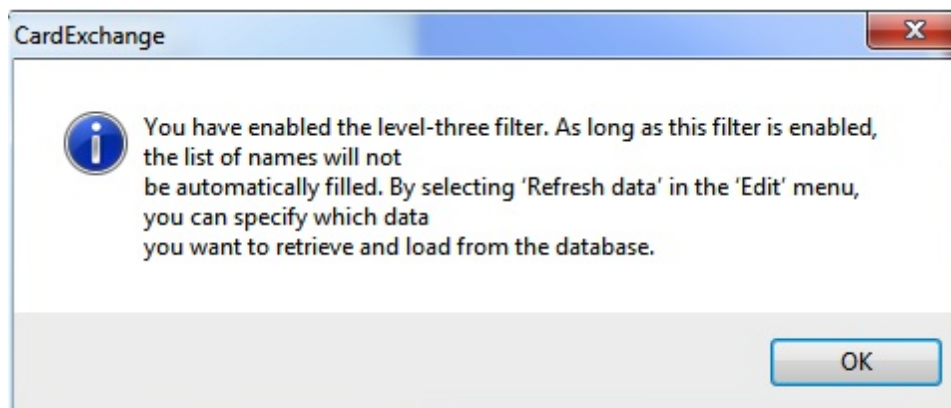 CardExchange
You have enabled the level-three filter. As long as this filter is enabled,
the list of names will not
be automatically filled. By selecting ‘Refresh data’ in the ‘Edit’ menu,
you can specify which data
you want to retrieve and load from the database.
OK